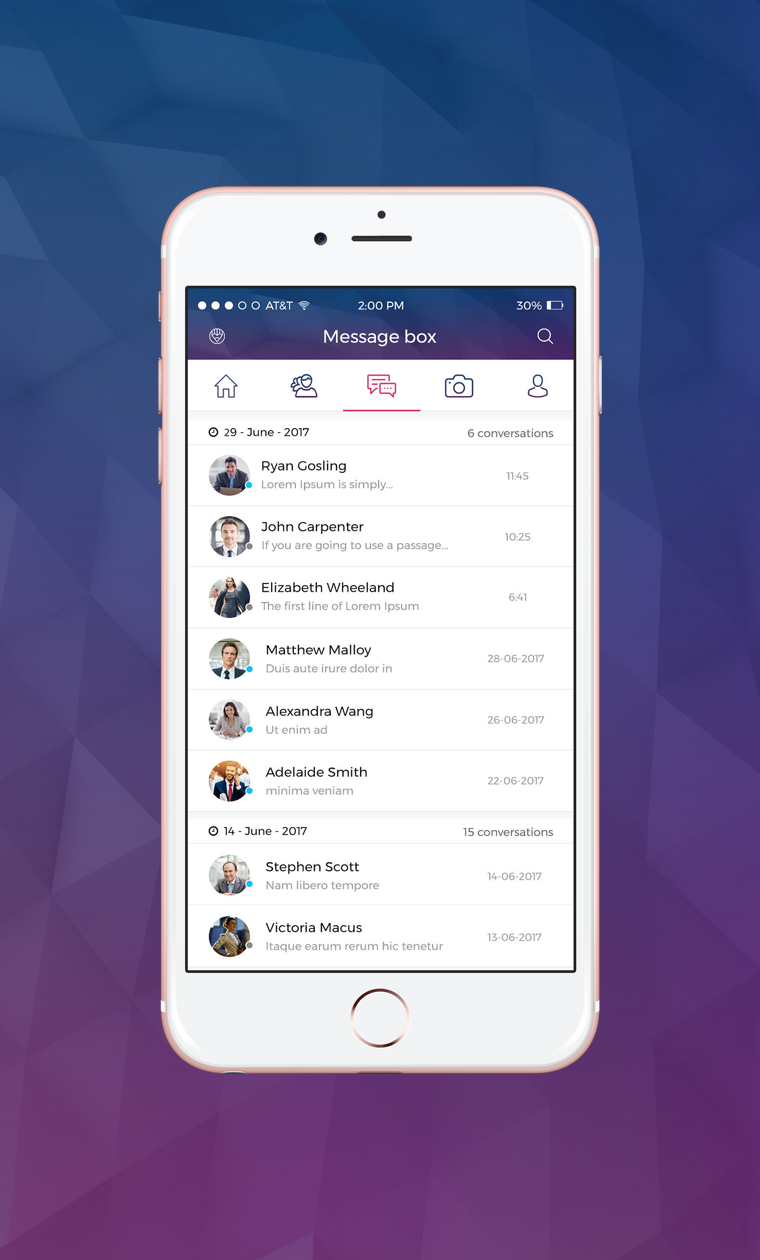 AT&T 2:00 PM 30%
Message box
29 - June - 2017 6 conversations
Ryan Gosling
Lorem Ipsum is simply... 11:45
John Carpenter
If you are going to use a passage... 10:25
Elizabeth Wheeland
The first line of Lorem Ipsum 6:41
Matthew Malloy
Duis aute irure dolor in 28-06-2017
Alexandra Wang
Ut enim ad 26-06-2017
Adelaide Smith
minima veniam 22-06-2017
14 - June - 2017 15 conversations
Stephen Scott
Nam libero tempore 14-06-2017
Victoria Macus
Itaque earum rerum hic tenetur 13-06-2017